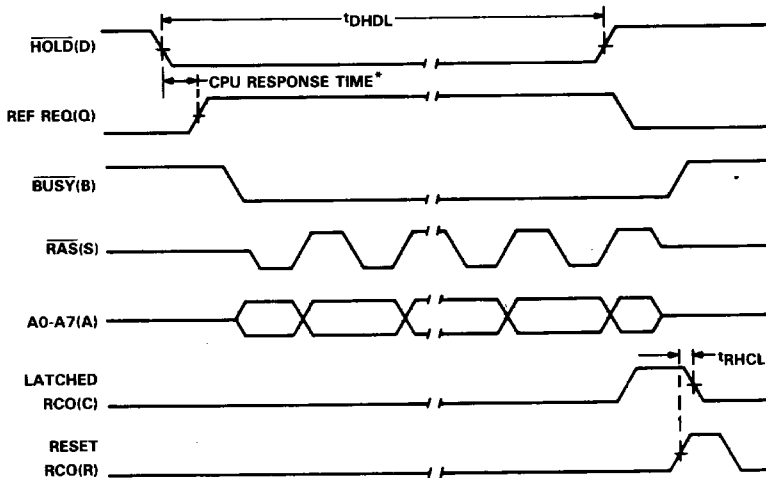 tDHDL
HOLD(D)
CPU RESPONSE TIME*
REF REQ(Q)
BUSY(B)
RAS(S)
A0-A7(A)
tRHCL
LATCHED
RCO(C)
RESET
RCO(R)